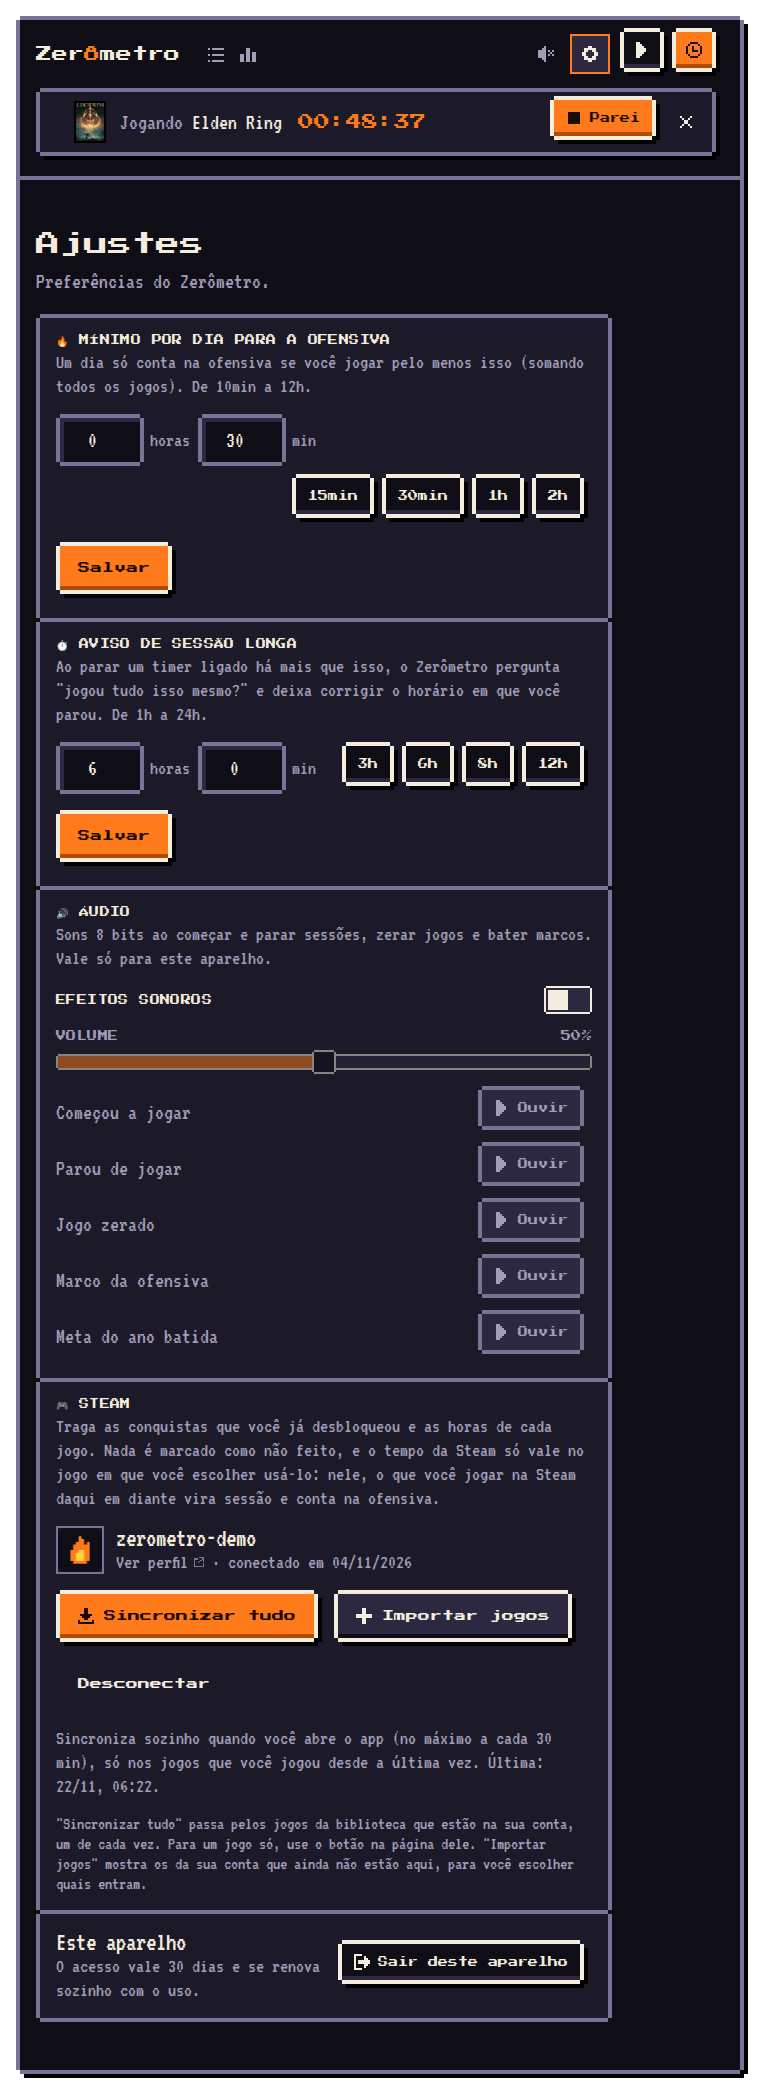 Zerômetro
Jogando Elden Ring 00:48:37
Parei
Ajustes
Preferências do Zerômetro.
MíNIMO POR DIA PARA A OFENSIVA
Um dia só conta na ofensiva se você jogar pelo menos isso (somando
todos os jogos). De 10min a 12h.
0 horas 30 min
15min 30min 1h 2h
Salvar
AVISO DE SESSÃO LONGA
Ao parar um timer ligado há mais que isso, o Zerômetro pergunta
"jogou tudo isso mesmo?" e deixa corrigir o horário em que você
parou. De 1h a 24h.
6 horas 0 min 3h 6h 8h 12h
Salvar
ÁUDIO
Sons 8 bits ao começar e parar sessões, zerar jogos e bater marcos.
Vale só para este aparelho.
EFEITOS SONOROS
VOLUME 50%
Começou a jogar Ouvir
Parou de jogar Ouvir
Jogo zerado Ouvir
Marco da ofensiva Ouvir
Meta do ano batida Ouvir
STEAM
Traga as conquistas que você já desbloqueou e as horas de cada
jogo. Nada é marcado como não feito, e o tempo da Steam só vale no
jogo em que você escolher usá-lo: nele, o que você jogar na Steam
daqui em diante vira sessão e conta na ofensiva.
zerometro-demo
Ver perfil · conectado em 04/11/2026
Sincronizar tudo Importar jogos
Desconectar
Sincroniza sozinho quando você abre o app (no máximo a cada 30
min), só nos jogos que você jogou desde a última vez. Última:
22/11, 06:22.
"Sincronizar tudo" passa pelos jogos da biblioteca que estão na sua conta,
um de cada vez. Para um jogo só, use o botão na página dele. "Importar
jogos" mostra os da sua conta que ainda não estão aqui, para você escolher
quais entram.
Este aparelho
O acesso vale 30 dias e se renova
sozinho com o uso.
Sair deste aparelho